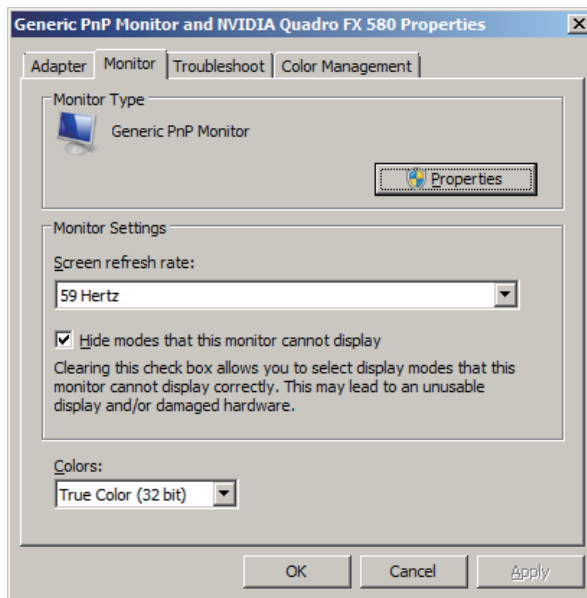 Generic PnP Monitor and NVIDIA Quadro FX 580 Properties
Adapter Monitor Troubleshoot Color Management
Monitor Type
Generic PnP Monitor
Properties
Monitor Settings
Screen refresh rate:
59 Hertz
Hide modes that this monitor cannot display
Clearing this check box allows you to select display modes that this
monitor cannot display correctly. This may lead to an unusable
display and/or damaged hardware.
Colors:
True Color (32 bit)
OK Cancel Apply